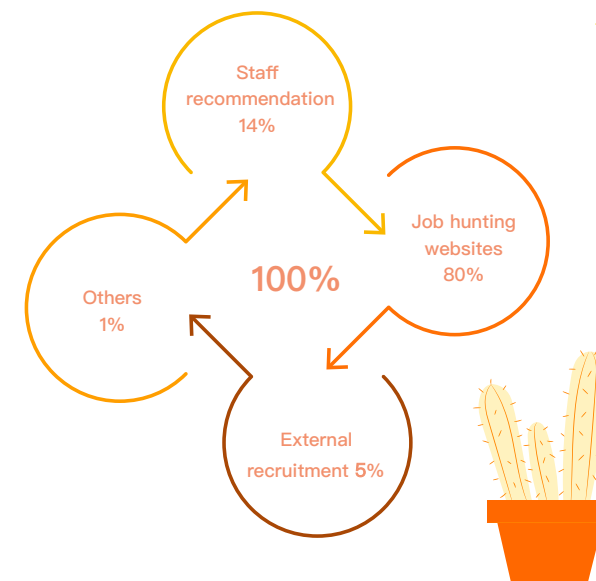 Staff
recommendation
14%
Job hunting
websites
80%
100%
Others
1%
External
recruitment 5%